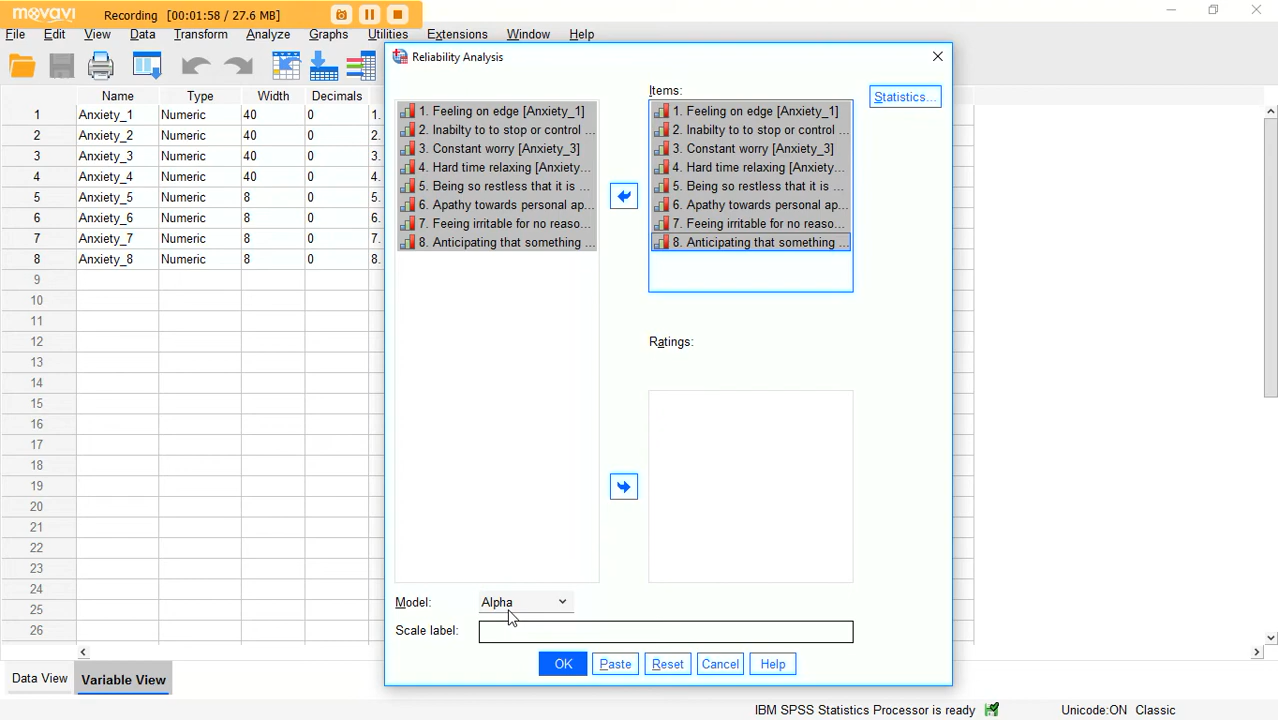 movavi Recording [00:01:58 / 27.6 MB]
File Edit View Data Transform Analyze Graphs Utilities Extensions Window Help
Name Type Width Decimals
1 Anxiety_1 Numeric 40 0 1.
2 Anxiety_2 Numeric 40 0 2.
3 Anxiety_3 Numeric 40 0 3.
4 Anxiety_4 Numeric 40 0 4.
5 Anxiety_5 Numeric 8 0 5.
6 Anxiety_6 Numeric 8 0 6.
7 Anxiety_7 Numeric 8 0 7.
8 Anxiety_8 Numeric 8 0 8.
9
10
11
12
13
14
15
16
17
18
19
20
21
22
23
24
25
26
Data View Variable View
Reliability Analysis
1. Feeling on edge [Anxiety_1]
2. Inabilty to to stop or control ...
3. Constant worry [Anxiety_3]
4. Hard time relaxing [Anxiety...
5. Being so restless that it is ...
6. Apathy towards personal ap...
7. Feeing irritable for no reaso...
8. Anticipating that something ...
Items:
1. Feeling on edge [Anxiety_1]
2. Inabilty to to stop or control ...
3. Constant worry [Anxiety_3]
4. Hard time relaxing [Anxiety...
5. Being so restless that it is ...
6. Apathy towards personal ap...
7. Feeing irritable for no reaso...
8. Anticipating that something ...
Statistics...
Ratings:
Model: Alpha
Scale label:
OK Paste Reset Cancel Help
IBM SPSS Statistics Processor is ready Unicode:ON Classic